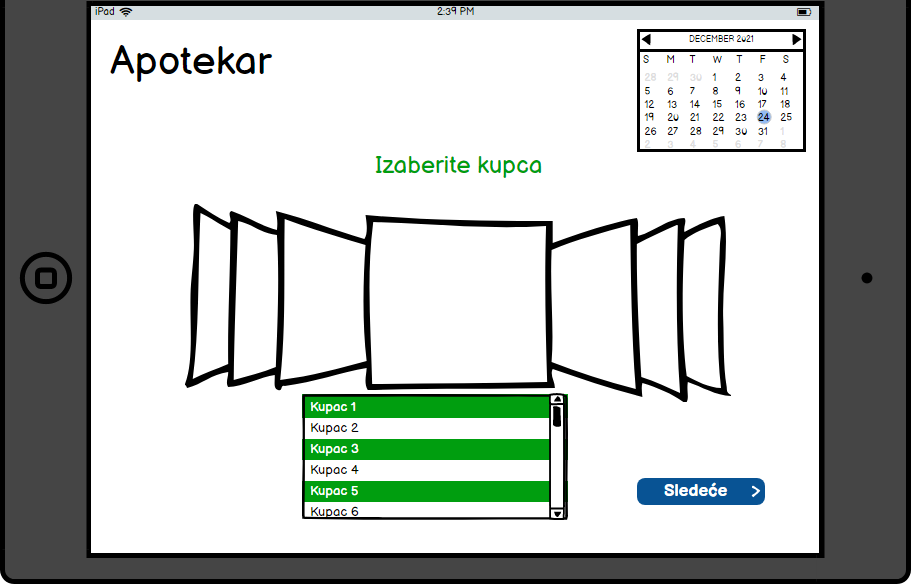 iPad 2:39 PM
Apotekar
DECEMBER 2021
S M T W T F S
28 29 30 1 2 3 4
5 6 7 8 9 10 11
12 13 14 15 16 17 18
19 20 21 22 23 24 25
26 27 28 29 30 31 1
2 3 4 5 6 7 8
Izaberite kupca
Kupac 1
Kupac 2
Kupac 3
Kupac 4
Kupac 5
Kupac 6
Sledeće